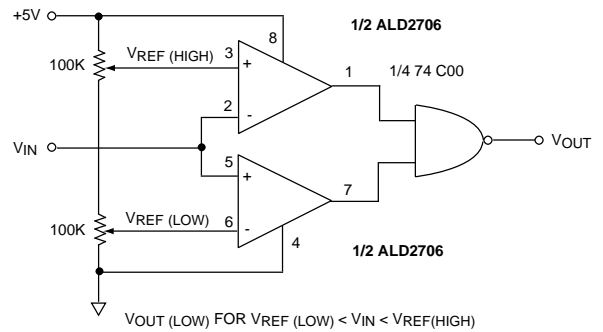 +5V
1/2 ALD2706
8
VREF (HIGH)
3
100K
+
1
1/4 74 C00
2
-
VIN
VOUT
5
+
7
VREF (LOW)
6
100K
-
4
1/2 ALD2706
VOUT (LOW) FOR VREF (LOW) < VIN < VREF(HIGH)